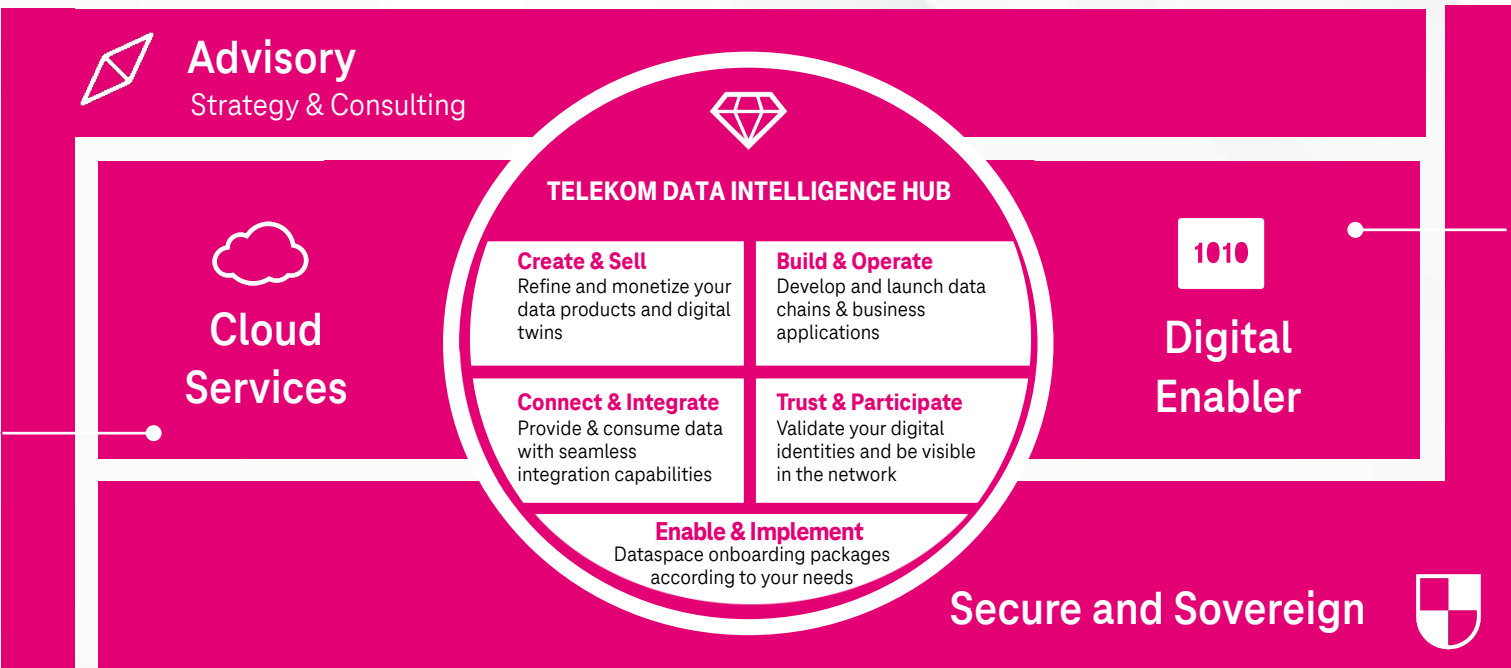 Advisory
Strategy & Consulting
TELEKOM DATA INTELLIGENCE HUB
Cloud
Services
Create & Sell
Refine and monetize your
data products and digital
twins
Build & Operate
Develop and launch data
chains & business
applications
Connect & Integrate
Provide & consume data
with seamless
integration capabilities
Trust & Participate
Validate your digital
identities and be visible
in the network
Enable & Implement
Dataspace onboarding packages
according to your needs
1010
Digital
Enabler
Secure and Sovereign